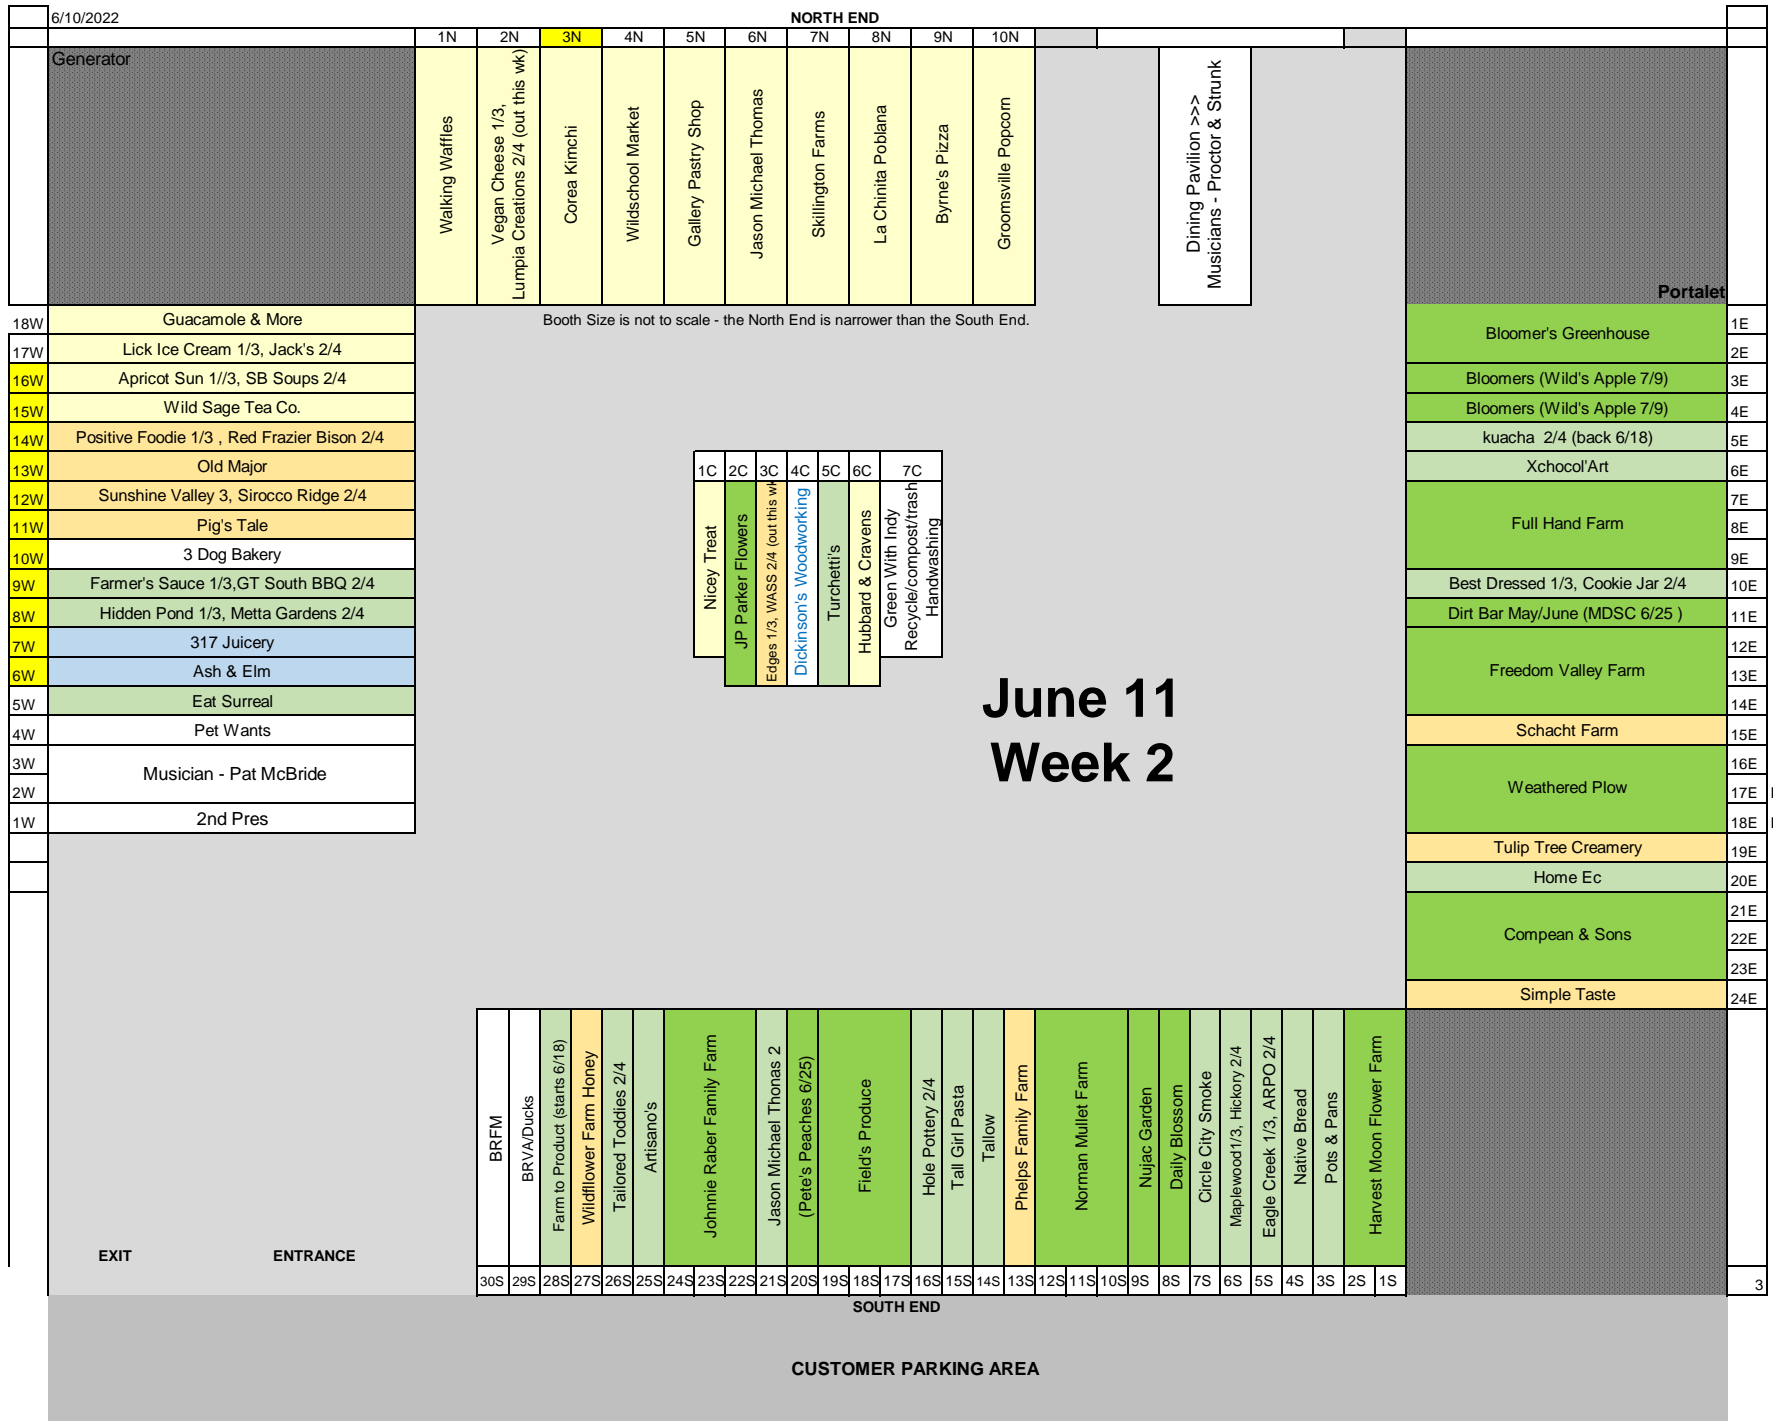 6/10/2022
NORTH END
1N
2N
3N
4N
5N
6N
7N
8N
9N
10N
Generator
Walking Waffles
Vegan Cheese 1/3,
Lumpia Creations 2/4 (out this wk)
Corea Kimchi
Wildschool Market
Gallery Pastry Shop
Jason Michael Thomas
Skillington Farms
La Chinita Poblana
Byrne's Pizza
Groomsville Popcorn
Dining Pavilion >>>
Musicians - Proctor & Strunk
Portalet
Booth Size is not to scale - the North End is narrower than the South End.
18W Guacamole & More
17W Lick Ice Cream 1/3, Jack's 2/4
16W Apricot Sun 1//3, SB Soups 2/4
15W Wild Sage Tea Co.
14W Positive Foodie 1/3 , Red Frazier Bison 2/4
13W Old Major
12W Sunshine Valley 3, Sirocco Ridge 2/4
11W Pig's Tale
10W 3 Dog Bakery
9W Farmer's Sauce 1/3,GT South BBQ 2/4
8W Hidden Pond 1/3, Metta Gardens 2/4
7W 317 Juicery
6W Ash & Elm
5W Eat Surreal
4W Pet Wants
3W
Musician - Pat McBride
2W
1W 2nd Pres
1C
2C
3C
4C
5C
6C
7C
Nicey Treat
JP Parker Flowers
Edges 1/3, WASS 2/4 (out this wk
Dickinson's Woodworking
Turchetti's
Hubbard & Cravens
Green With Indy
Recycle/compost/trash
Handwashing
June 11
Week 2
Bloomer's Greenhouse
1E
2E
Bloomers (Wild's Apple 7/9) 3E
Bloomers (Wild's Apple 7/9) 4E
kuacha 2/4 (back 6/18) 5E
Xchocol'Art 6E
7E
Full Hand Farm 8E
9E
Best Dressed 1/3, Cookie Jar 2/4 10E
Dirt Bar May/June (MDSC 6/25 ) 11E
12E
Freedom Valley Farm 13E
14E
Schacht Farm 15E
16E
Weathered Plow 17E
18E
Tulip Tree Creamery 19E
Home Ec 20E
21E
Compean & Sons 22E
23E
Simple Taste 24E
BRFM
BRVA/Ducks
Farm to Product (starts 6/18)
Wildfllower Farm Honey
Tailored Toddies 2/4
Artisano's
Johnnie Raber Family Farm
Jason Michael Thonas 2
(Pete's Peaches 6/25)
Field's Produce
Hole Pottery 2/4
Tall Girl Pasta
Tallow
Phelps Family Farm
Norman Mullet Farm
Nujac Garden
Daily Blossom
Circle City Smoke
Maplewood1/3, Hickory 2/4
Eagle Creek 1/3, ARPO 2/4
Native Bread
Pots & Pans
Harvest Moon Flower Farm
EXIT
ENTRANCE
30S
29S
28S
27S
26S
25S
24S
23S
22S
21S
20S
19S
18S
17S
16S
15S
14S
13S
12S
11S
10S
9S
8S
7S
6S
5S
4S
3S
2S
1S
3
SOUTH END
CUSTOMER PARKING AREA